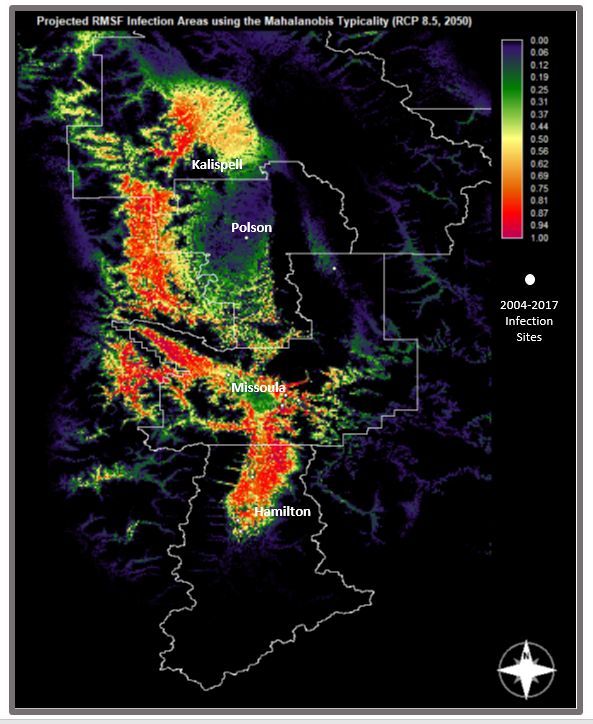 Projected RMSF Infection Areas using the Mahalanobis Typicality (RCP 8.5, 2050)
0.00
0.06
0.12
0.19
0.25
0.31
0.37
0.44
0.50
0.56
0.62
0.69
0.75
0.81
0.87
0.94
1.00
Kalispell
Polson
2004-2017
Infection
Sites
Missoula
Hamilton
N